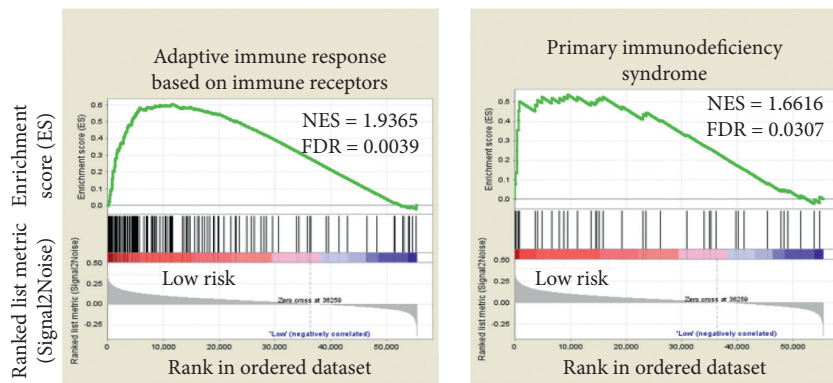 Adaptive immune response
based on immune receptors
NES = 1.9365
FDR = 0.0039
Enrichment
score (ES)
Enrichment score (ES)
0.6
0.5
0.4
0.3
0.2
0.1
0.0
Ranked list metric
(Signal2Noise)
Ranked list metric (Signal2Noise)
0.50
0.25
0.00
-0.25
Low risk
Zero cross at 36259
'Low' (negatively correlated)
0
10,000
20,000
30,000
40,000
50,000
Rank in ordered dataset
Primary immunodeficiency
syndrome
NES = 1.6616
FDR = 0.0307
Enrichment score (ES)
0.5
0.4
0.3
0.2
0.1
0.0
Ranked list metric (Signal2Noise)
0.50
0.25
0.00
-0.25
Low risk
Zero cross at 36259
'Low' (negatively correlated)
0
10,000
20,000
30,000
40,000
50,000
Rank in ordered dataset